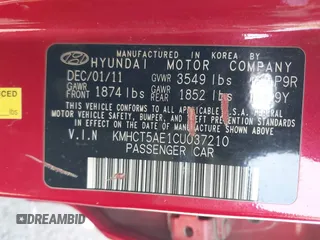 MANUFACTURED IN KOREA BY
HYUNDAI MOTOR COMPANY
DEC/01/11 GVWR 3549 lbs P9R
GAWR FRONT 1874 lbs GAWR REAR 1852 lbs 9Y
THIS VEHICLE CONFORMS TO ALL APPLICABLE
U.S. FEDERAL MOTOR VEHICLE SAFETY, BUMPER, AND
THEFT PREVENTION STANDARDS IN EFFECT ON THE
DATE OF MANUFACTURE SHOWN ABOVE.
V.I.N KMHCT5AE1CU037210
PASSENGER CAR
DREAMBID